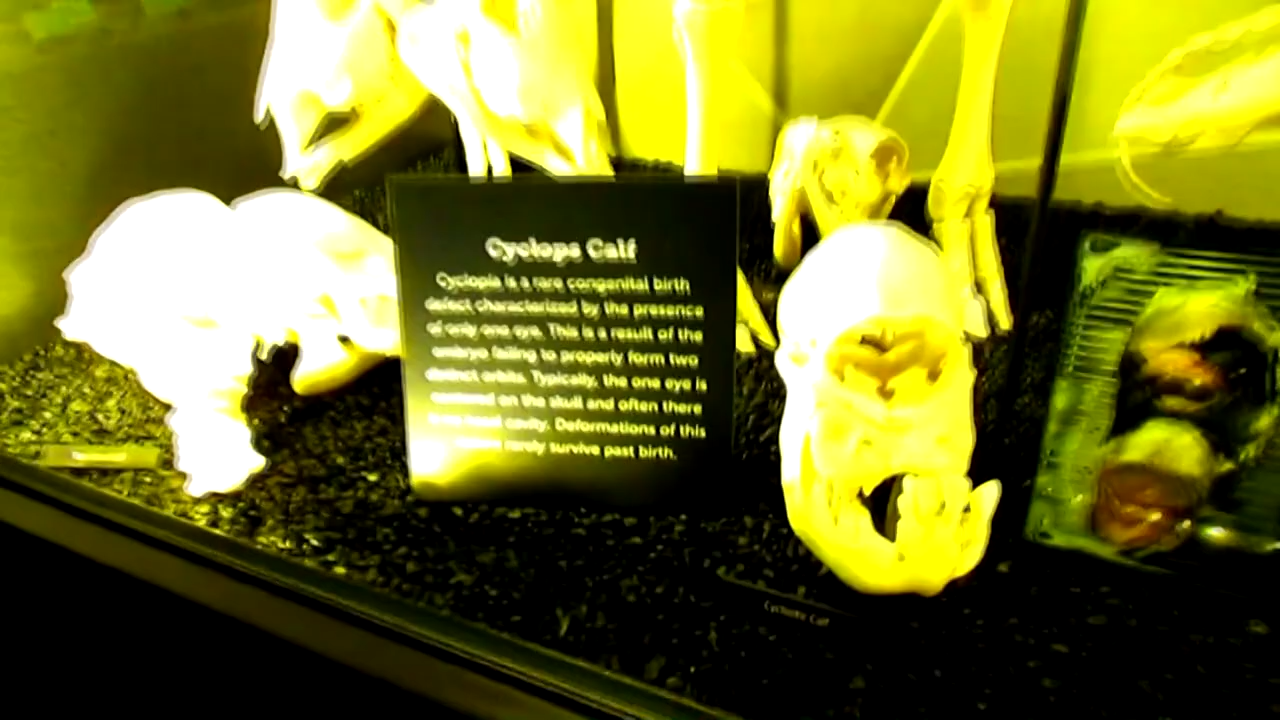 Cyclops Calf
Cyclopia is a rare congenital birth
defect characterized by the presence
of only one eye. This is a result of the
embryo failing to properly form two
distinct orbits. Typically, the one eye is
centered on the skull and often there
is no nasal cavity. Deformations of this
rarely survive past birth.
Cyclops Calf